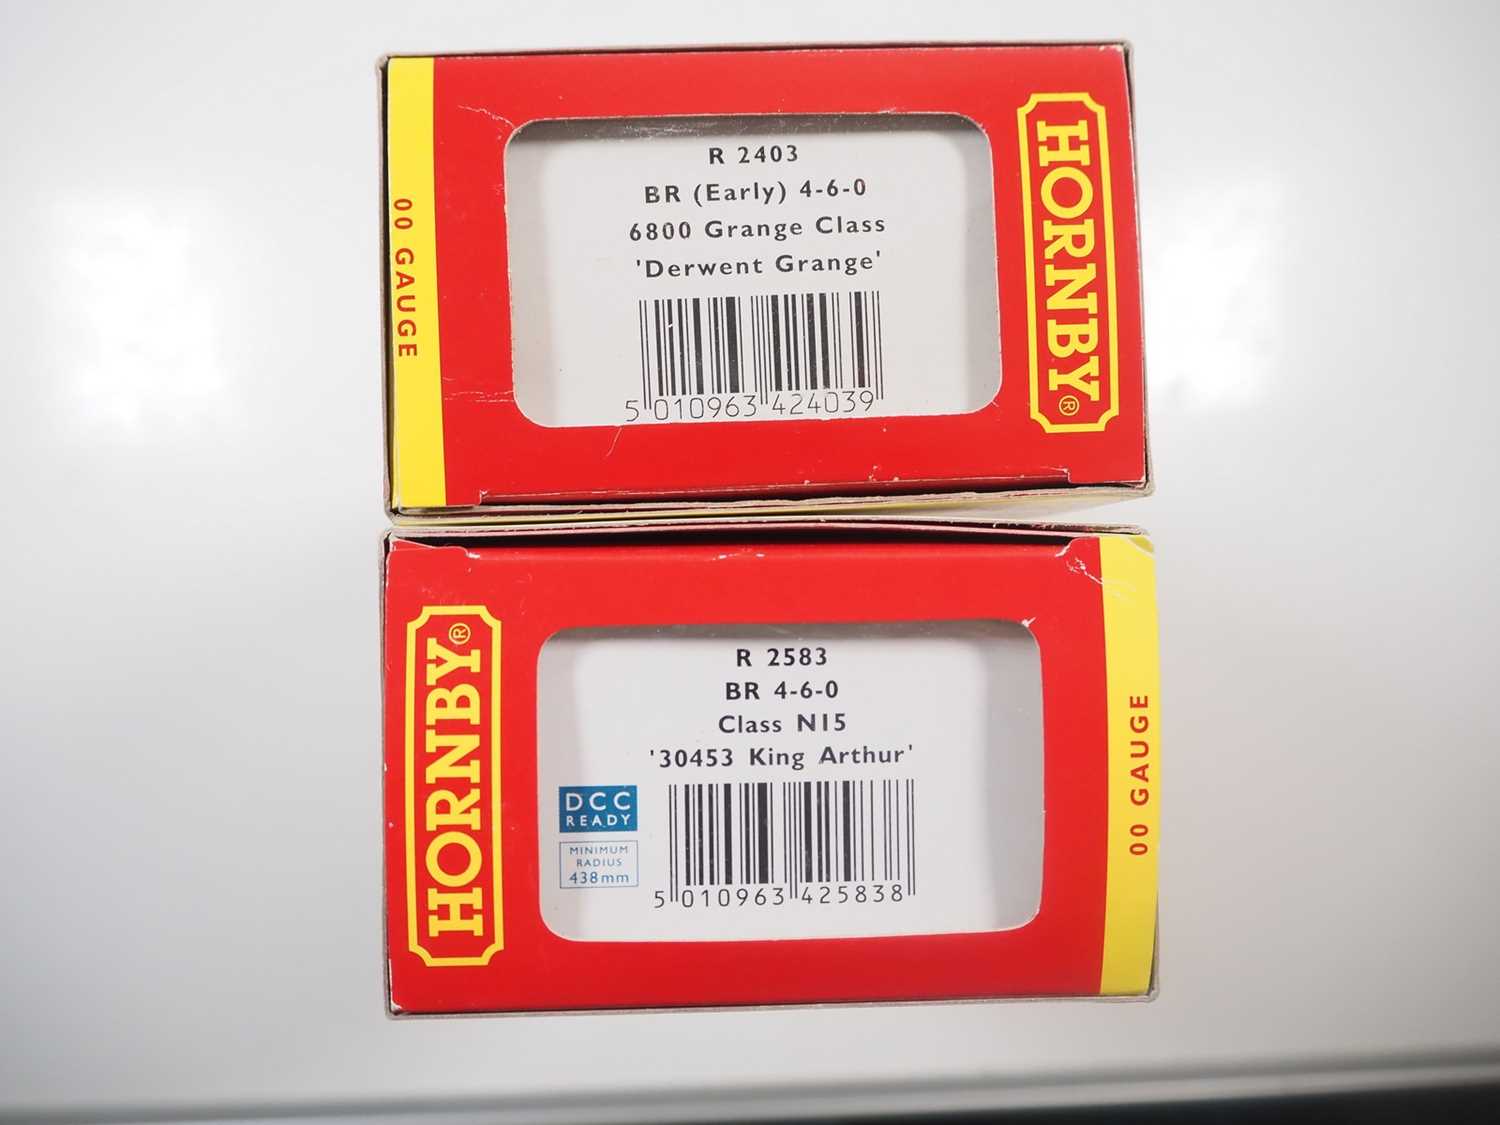 00 GAUGE
R 2403
BR (Early) 4-6-0
6800 Grange Class
'Derwent Grange'
5 010963 424039
HORNBY®
HORNBY®
R 2583
BR 4-6-0
Class N15
'30453 King Arthur'
DCC
READY
MINIMUM
RADIUS
438mm
5 010963 425838
00 GAUGE